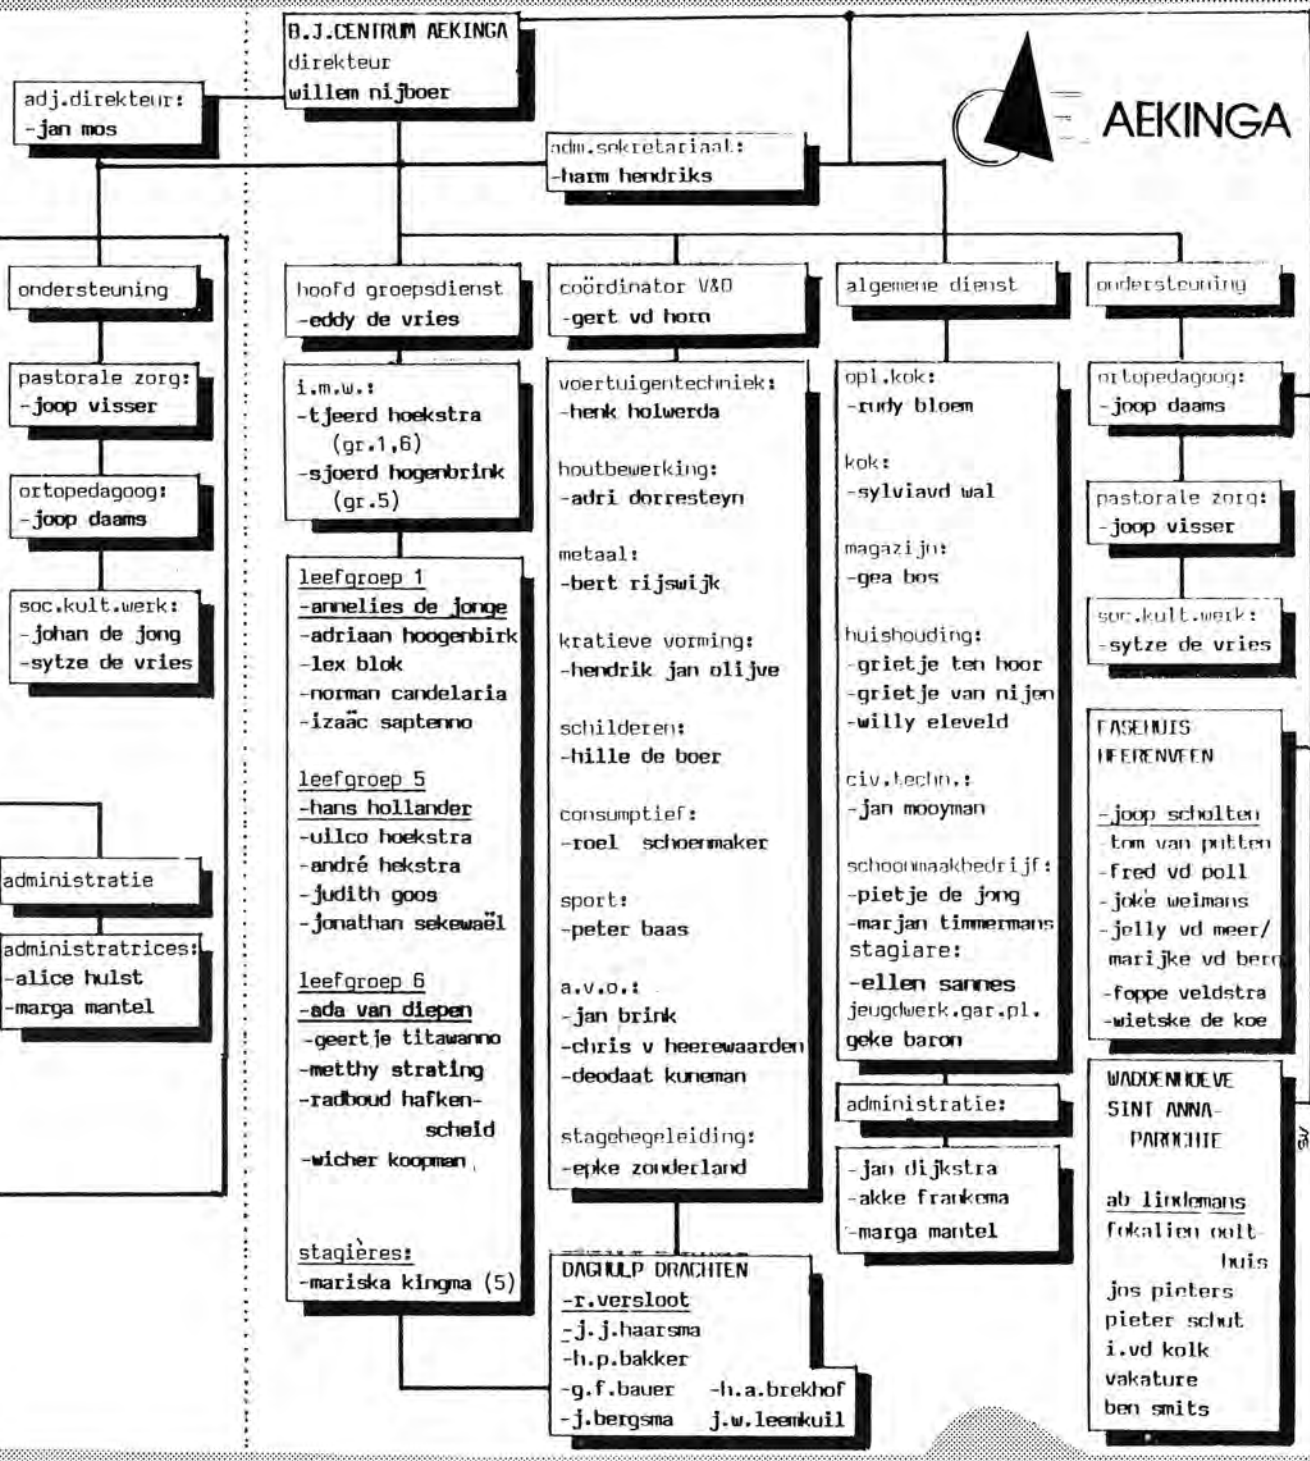 B.J.CENTRUM AEKINGA
direkteur
willem nijboer
AEKINGA
adj.direkteur:
-jan mos
adm.sekretariaat:
-harm hendriks
ondersteuning
pastorale zorg:
-joop visser
ortopedagoog:
-joop daams
soc.kult.werk:
-johan de jong
-sytze de vries
administratie
administratrices:
-alice hulst
-marga mantel
hoofd groepsdienst
-eddy de vries
i.m.w.:
-tjeerd hoekstra
(gr.1,6)
-sjoerd hogenbrink
(gr.5)
leefgroep 1
-annelies de jonge
-adriaan hoogenbirk
-lex blok
-norman candelaria
-izaäc saptenno
leefgroep 5
-hans hollander
-uilco hoekstra
-andré hekstra
-judith goos
-jonathan sekewaël
leefgroep 6
-ada van diepen
-geertje titawanno
-metthy strating
-radboud hafken-
scheid
-wicher koopman
stagières:
-mariska kingma (5)
coördinator V&O
-gert vd horn
voertuigentechniek:
-henk holwerda
houtbewerking:
-adri dorresteyn
metaal:
-bert rijswijk
kratieve vorming:
-hendrik jan olijve
schilderen:
-hille de boer
consumptief:
-roel schoenmaker
sport:
-peter baas
a.v.o.:
-jan brink
-chris v heerewaarden
-deodaat kuneman
stagebegeleiding:
-epke zonderland
DAGHULP DRACHTEN
-r.versloot
-j.j.haarsma
-h.p.bakker
-g.f.bauer -h.a.brekhof
-j.bergsma j.w.leemkuil
algemene dienst
opl.kok:
-rudy bloem
kok:
-sylviavd wal
magazijn:
-gea bos
huishouding:
-grietje ten hoor
-grietje van nijen
-willy eleveld
civ.techn.:
-jan mooyman
schoonmaakbedrijf:
-pietje de jong
-marjan timmermans
stagiare:
-ellen sannes
jeugdwerk.gar.pl.
geke baron
administratie:
-jan dijkstra
-akke frankema
-marga mantel
ondersteuning
ortopedagoog:
-joop daams
pastorale zorg:
-joop visser
soc.kult.werk:
-sytze de vries
FASEHUIS
HEERENVEEN
-joop scholten
-tom van putten
-fred vd poll
-joke weimans
-jelly vd meer/
marijke vd berg
-foppe veldstra
-wietske de koe
WADDENHOEVE
SINT ANNA-
PAROCHIE
ab lindemans
fokalien oolt-
huis
jos pieters
pieter schut
i.vd kolk
vakature
ben smits